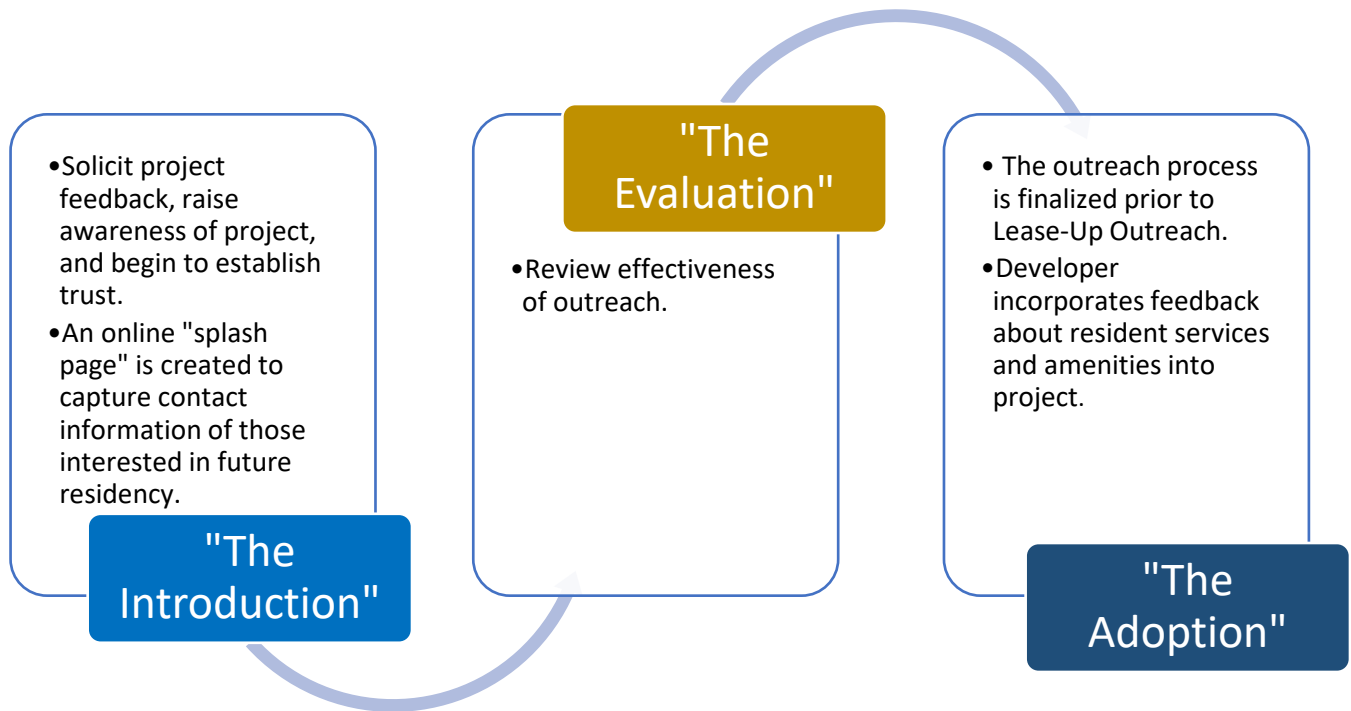 •Solicit project
feedback, raise
awareness of project,
and begin to establish
trust.
•An online "splash
page" is created to
capture contact
information of those
interested in future
residency.
"The
Introduction"
"The
Evaluation"
•Review effectiveness
of outreach.
• The outreach process
is finalized prior to
Lease-Up Outreach.
•Developer
incorporates feedback
about resident services
and amenities into
project.
"The
Adoption"